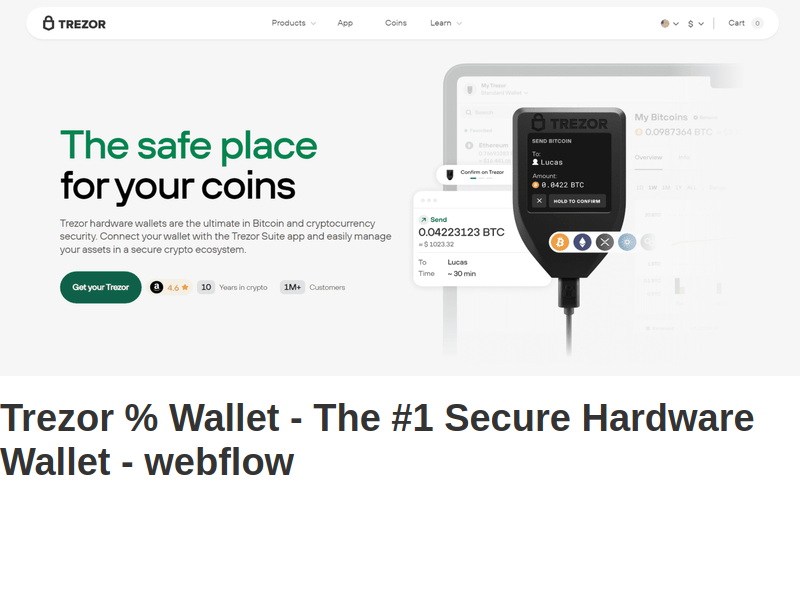 TREZOR
Products
App
Coins
Learn
$
Cart
0
The safe place
for your coins
Trezor hardware wallets are the ultimate in Bitcoin and cryptocurrency
security. Connect your wallet with the Trezor Suite app and easily manage
your assets in a secure crypto ecosystem.
Get your Trezor
a 4.6
10 Years in crypto
1M+ Customers
My Trezor
Ethereum
Confirm on Trezor
Send
0.04223123 BTC
≈ $ 1023.32
To Lucas
Time ~ 30 min
TREZOR
SEND BITCOIN
To:
Lucas
Amount:
0.0422 BTC
HOLD TO CONFIRM
My Bitcoins
0.0987364 BTC
Overview
Trezor % Wallet - The #1 Secure Hardware
Wallet - webflow